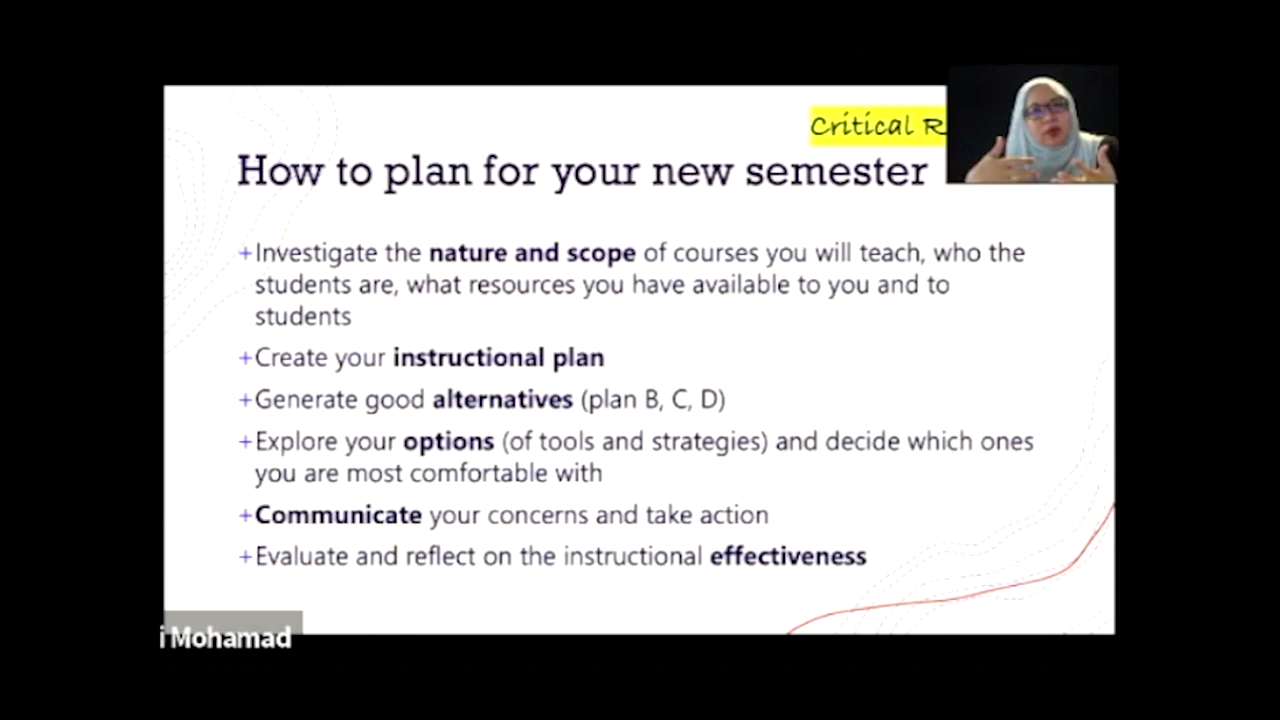 Critical R
How to plan for your new semester
+Investigate the nature and scope of courses you will teach, who the
students are, what resources you have available to you and to
students
+Create your instructional plan
+Generate good alternatives (plan B, C, D)
+Explore your options (of tools and strategies) and decide which ones
you are most comfortable with
+Communicate your concerns and take action
+Evaluate and reflect on the instructional effectiveness
i Mohamad